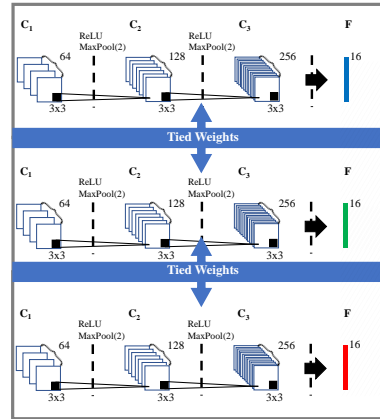 C1 C2 C3 F
64 ReLU MaxPool(2) 128 ReLU MaxPool(2) 256 16
3x3 - 3x3 - 3x3 -
Tied Weights
C1 C2 C3 F
64 ReLU MaxPool(2) 128 ReLU MaxPool(2) 256 16
3x3 - 3x3 - 3x3 -
Tied Weights
C1 C2 C3 F
64 ReLU MaxPool(2) 128 ReLU MaxPool(2) 256 16
3x3 - 3x3 - 3x3 -